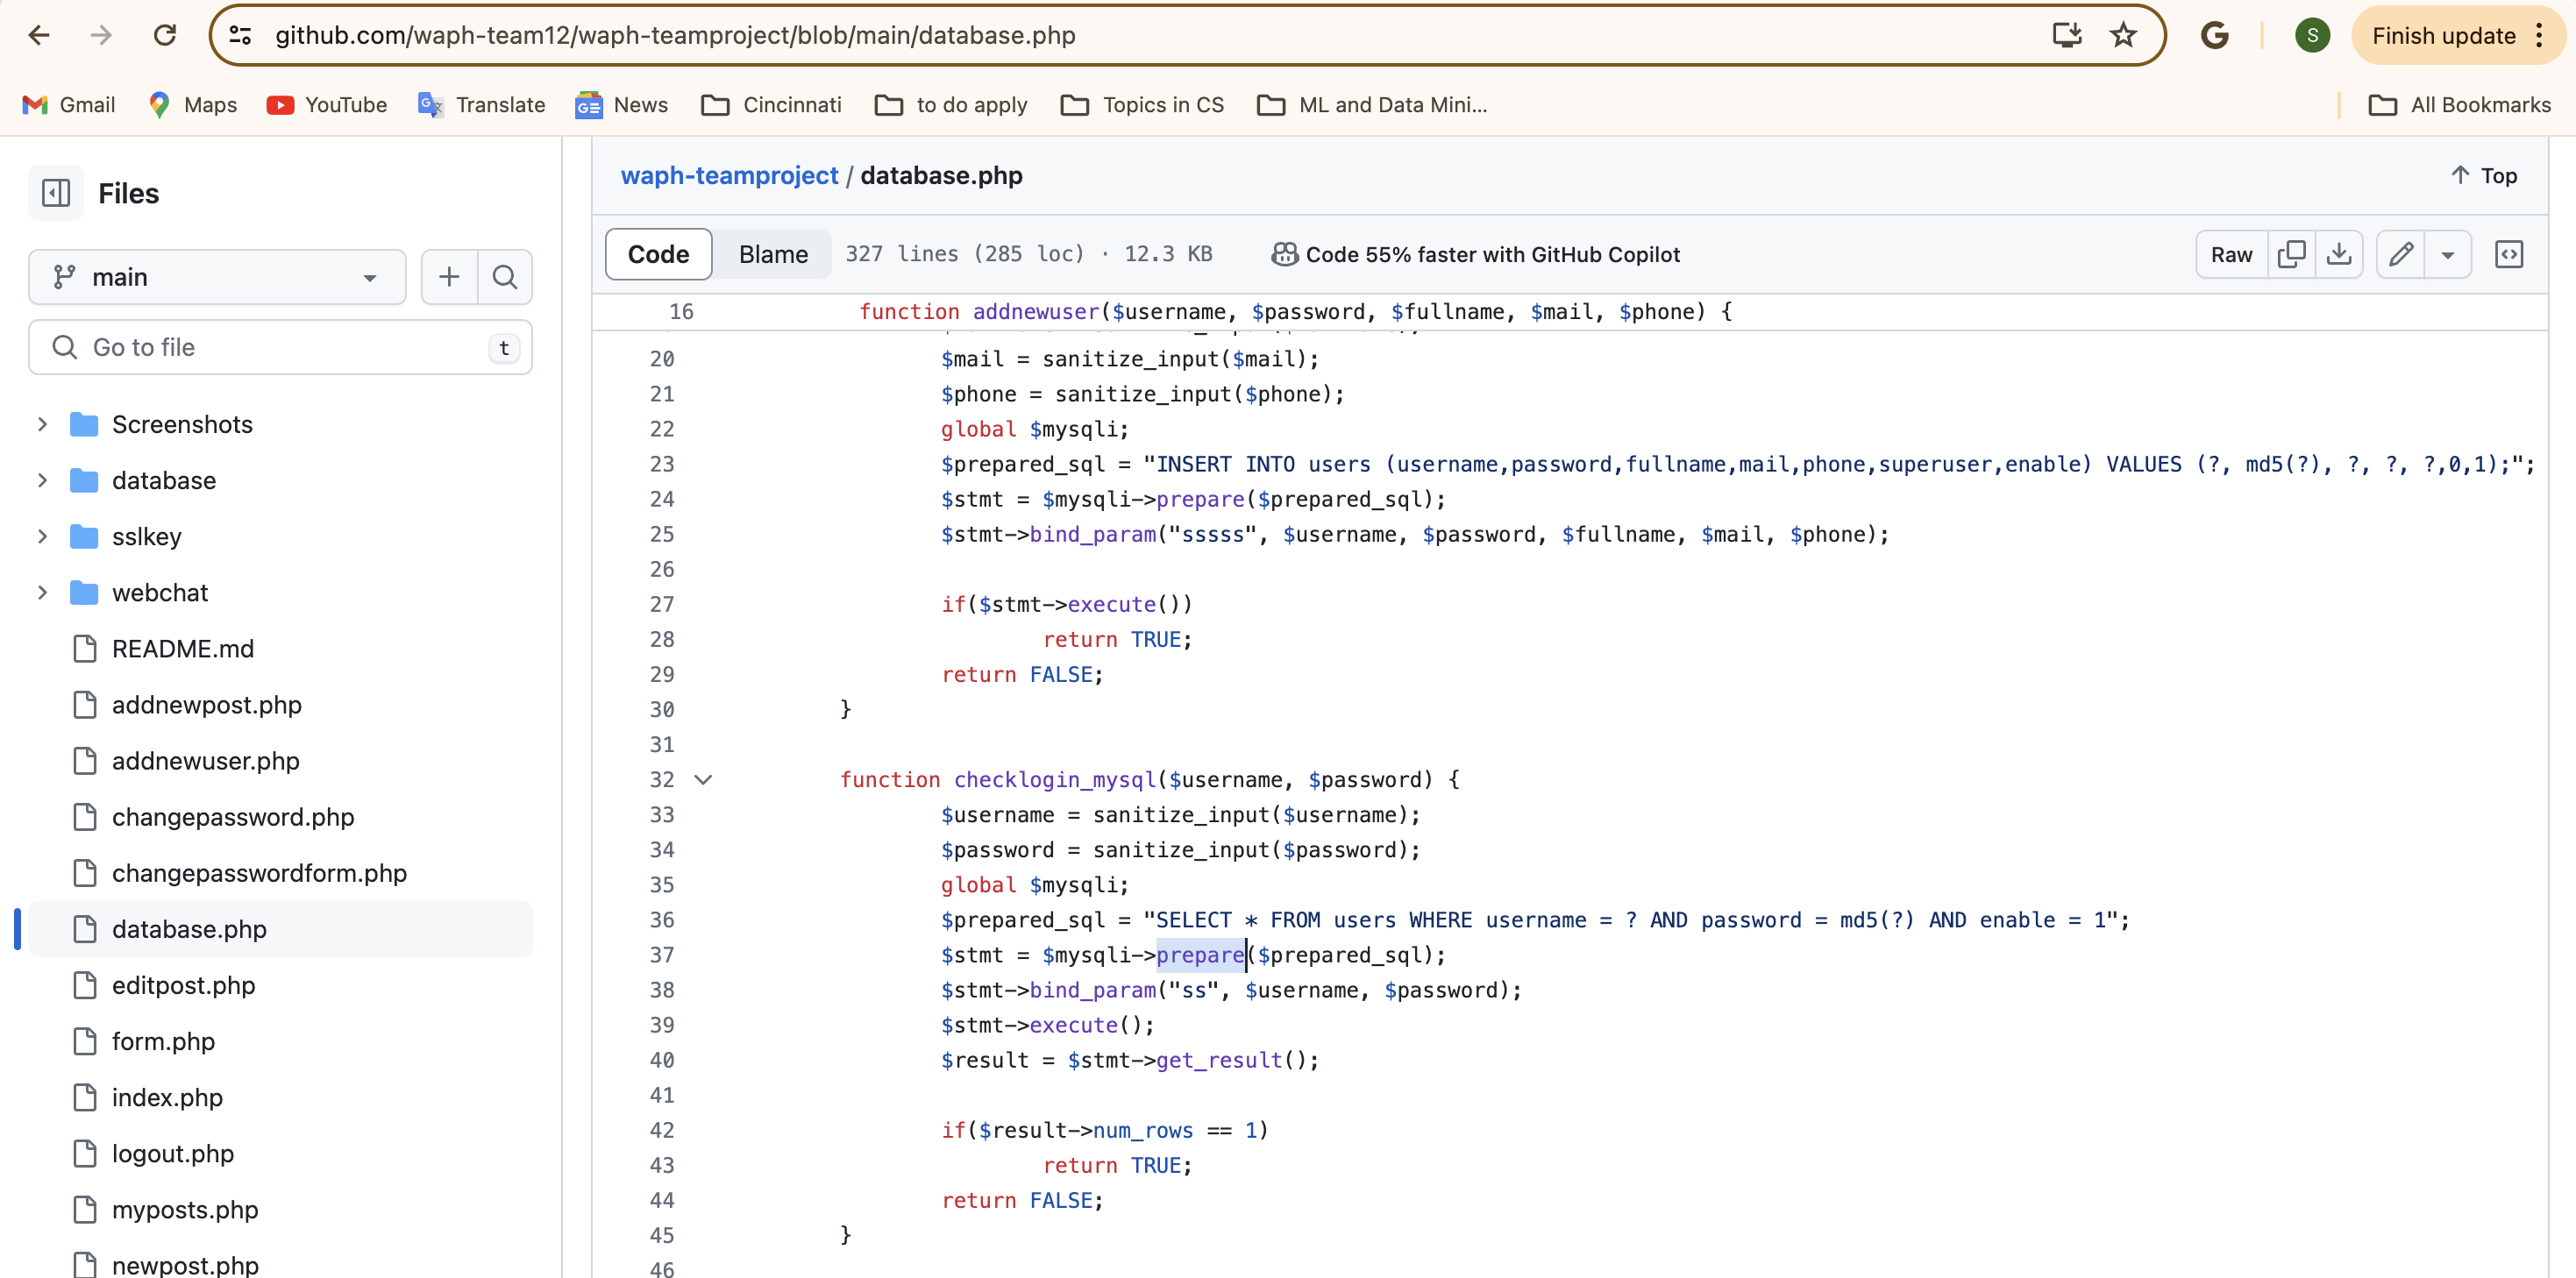 github.com/waph-team12/waph-teamproject/blob/main/database.php
S
Finish update
Gmail
Maps
YouTube
Translate
News
Cincinnati
to do apply
Topics in CS
ML and Data Mini...
All Bookmarks
Files
main
Go to file
t
Screenshots
database
sslkey
webchat
README.md
addnewpost.php
addnewuser.php
changepassword.php
changepasswordform.php
database.php
editpost.php
form.php
index.php
logout.php
myposts.php
newpost.php
waph-teamproject / database.php
Top
Code
Blame
327 lines (285 loc) · 12.3 KB
Code 55% faster with GitHub Copilot
Raw
16 function addnewuser($username, $password, $fullname, $mail, $phone) {
20 $mail = sanitize_input($mail);
21 $phone = sanitize_input($phone);
22 global $mysqli;
23 $prepared_sql = "INSERT INTO users (username,password,fullname,mail,phone,superuser,enable) VALUES (?, md5(?), ?, ?, ?,0,1);";
24 $stmt = $mysqli->prepare($prepared_sql);
25 $stmt->bind_param("sssss", $username, $password, $fullname, $mail, $phone);
26
27 if($stmt->execute())
28 return TRUE;
29 return FALSE;
30 }
31
32 function checklogin_mysql($username, $password) {
33 $username = sanitize_input($username);
34 $password = sanitize_input($password);
35 global $mysqli;
36 $prepared_sql = "SELECT * FROM users WHERE username = ? AND password = md5(?) AND enable = 1";
37 $stmt = $mysqli->prepare($prepared_sql);
38 $stmt->bind_param("ss", $username, $password);
39 $stmt->execute();
40 $result = $stmt->get_result();
41
42 if($result->num_rows == 1)
43 return TRUE;
44 return FALSE;
45 }
46